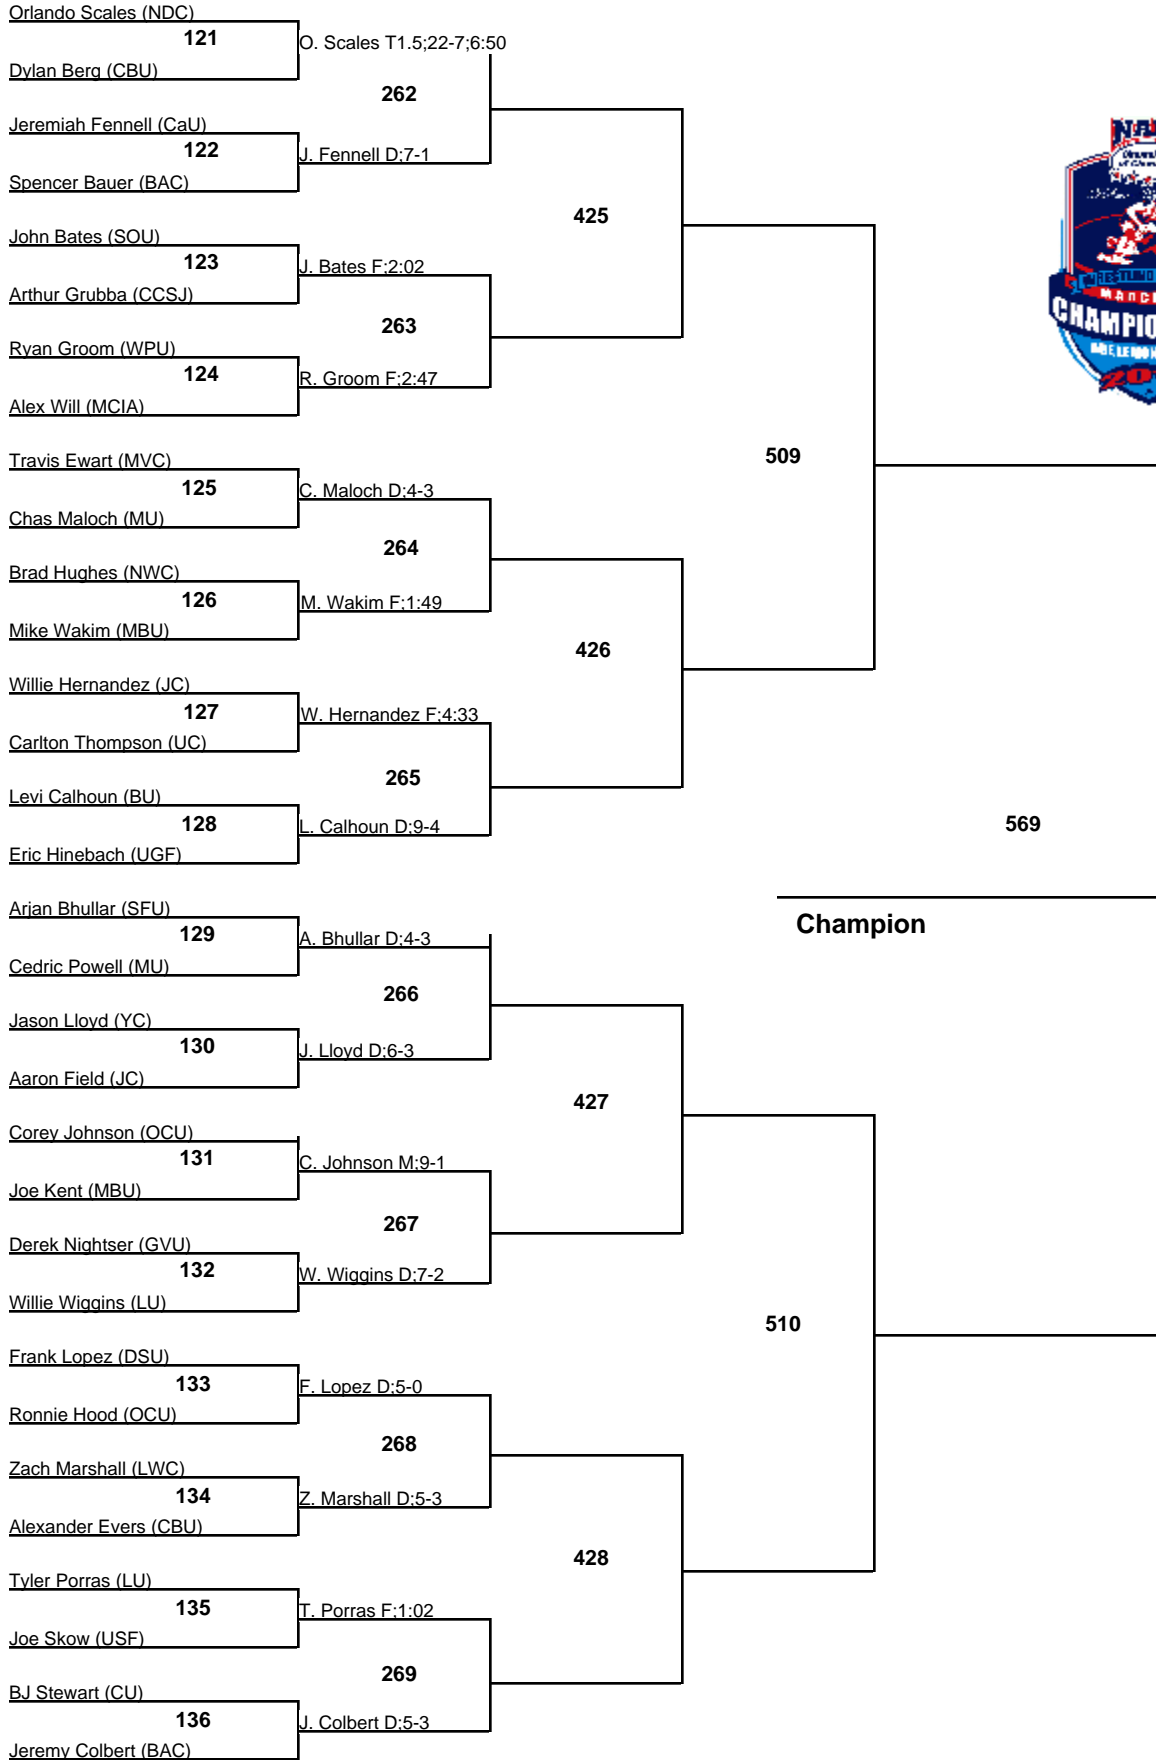 Orlando Scales (NDC)
121
O. Scales T1.5;22-7;6:50
Dylan Berg (CBU)
262
Jeremiah Fennell (CaU)
122
J. Fennell D;7-1
Spencer Bauer (BAC)
425
John Bates (SOU)
123
J. Bates F;2:02
Arthur Grubba (CCSJ)
263
Ryan Groom (WPU)
124
R. Groom F;2:47
Alex Will (MCIA)
509
Travis Ewart (MVC)
125
C. Maloch D;4-3
Chas Maloch (MU)
264
Brad Hughes (NWC)
126
M. Wakim F;1:49
Mike Wakim (MBU)
426
Willie Hernandez (JC)
127
W. Hernandez F;4:33
Carlton Thompson (UC)
265
Levi Calhoun (BU)
128
L. Calhoun D;9-4
Eric Hinebach (UGF)
569
Champion
Arjan Bhullar (SFU)
129
A. Bhullar D;4-3
Cedric Powell (MU)
266
Jason Lloyd (YC)
130
J. Lloyd D;6-3
Aaron Field (JC)
427
Corey Johnson (OCU)
131
C. Johnson M;9-1
Joe Kent (MBU)
267
Derek Nightser (GVU)
132
W. Wiggins D;7-2
Willie Wiggins (LU)
510
Frank Lopez (DSU)
133
F. Lopez D;5-0
Ronnie Hood (OCU)
268
Zach Marshall (LWC)
134
Z. Marshall D;5-3
Alexander Evers (CBU)
428
Tyler Porras (LU)
135
T. Porras F;1:02
Joe Skow (USF)
269
BJ Stewart (CU)
136
J. Colbert D;5-3
Jeremy Colbert (BAC)